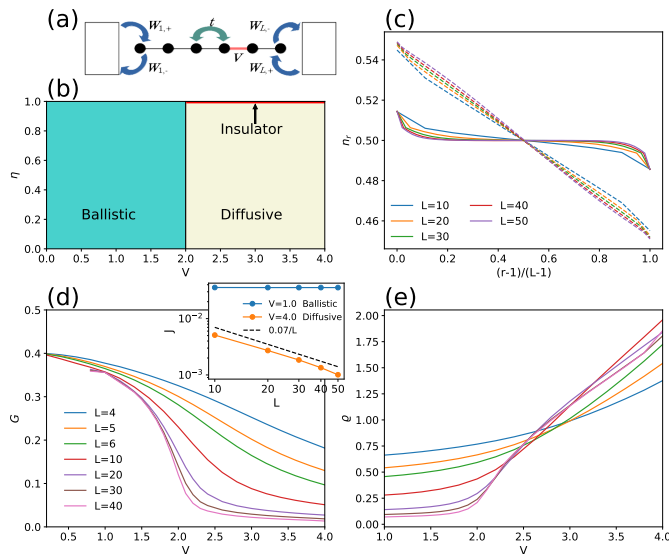 (a)
W1,+
W1,-
t
V
WL,-
WL,+
(b)
1.0
0.8
0.6
0.4
0.2
0.0
η
Insulator
Ballistic
Diffusive
0.0 0.5 1.0 1.5 2.0 2.5 3.0 3.5 4.0
V
(c)
0.54
0.52
0.50
0.48
0.46
nr
L=10
L=20
L=30
L=40
L=50
0.0 0.2 0.4 0.6 0.8 1.0
(r-1)/(L-1)
(d)
0.5
0.4
0.3
0.2
0.1
0.0
G
L=4
L=5
L=6
L=10
L=20
L=30
L=40
0.5 1.0 1.5 2.0 2.5 3.0 3.5 4.0
V
J
10−2
10−3
V=1.0 Ballistic
V=4.0 Diffusive
0.07/L
10 20 30 40 50
L
(e)
2.00
1.75
1.50
1.25
1.00
0.75
0.50
0.25
0.00
ϱ
1.0 1.5 2.0 2.5 3.0 3.5 4.0
V